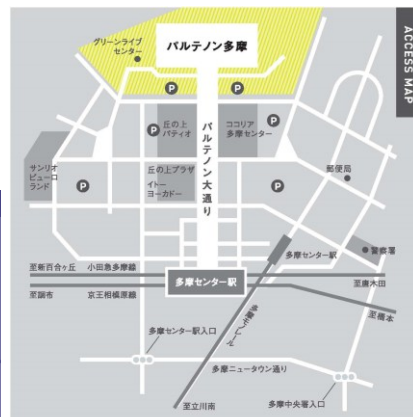 ACCESS MAP
グリーンライブ
センター
パルテノン多摩
P
P
P
丘の上
パティオ
ココリア
多摩センター
パルテノン大通り
サンリオ
ピューロ
ランド
P
丘の上プラザ
イトー
ヨーカドー
P
郵便局
警察署
多摩センター駅
至新百合ヶ丘
小田急多摩線
多摩センター駅
至唐木田
至調布
京王相模原線
至橋本
多摩モノレール
多摩センター駅入口
多摩ニュータウン通り
至立川南
多摩中央署入口